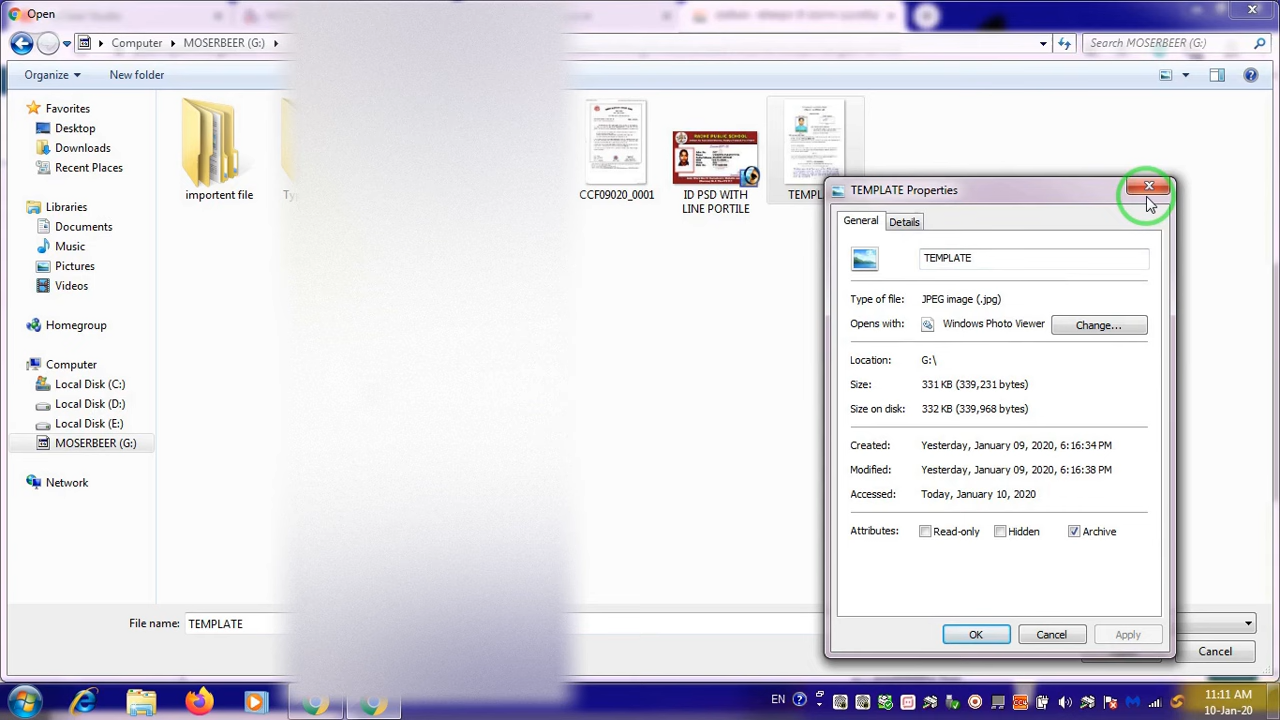 Open
Computer
MOSERBEER (G:)
Search MOSERBEER (G:)
Organize
New folder
Favorites
Desktop
Downloads
Recent Places
Libraries
Documents
Music
Pictures
Videos
Homegroup
Computer
Local Disk (C:)
Local Disk (D:)
Local Disk (E:)
MOSERBEER (G:)
Network
importent file
CCF09020_0001
RADHE PUBLIC SCHOOL
ID PSD WITH
LINE PORTILE
TEMPL
TEMPLATE Properties
General
Details
TEMPLATE
Type of file: JPEG image (.jpg)
Opens with: Windows Photo Viewer Change...
Location: G:\
Size: 331 KB (339,231 bytes)
Size on disk: 332 KB (339,968 bytes)
Created: Yesterday, January 09, 2020, 6:16:34 PM
Modified: Yesterday, January 09, 2020, 6:16:38 PM
Accessed: Today, January 10, 2020
Attributes: Read-only Hidden Archive
OK Cancel Apply
File name: TEMPLATE
Cancel
EN
11:11 AM
10-Jan-20